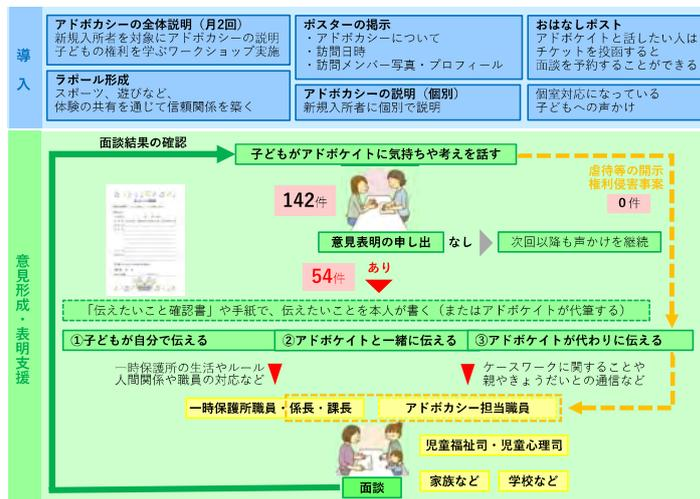 導入
アドボカシーの全体説明（月2回）
新規入所者を対象にアドボカシーの説明
子どもの権利を学ぶワークショップ実施
ラポール形成
スポーツ、遊びなど、
体験の共有を通じて信頼関係を築く
ポスターの掲示
・アドボカシーについて
・訪問日時
・訪問メンバー写真・プロフィール
アドボカシーの説明（個別）
新規入所者に個別で説明
おはなしポスト
アドボケイトと話したい人は
チケットを投函すると
面談を予約することができる
個室対応になっている
子どもへの声かけ
意見形成・表明支援
面談結果の確認
子どもがアドボケイトに気持ちや考えを話す
虐待等の開示
権利侵害事案
0件
142件
意見表明の申し出
なし
次回以降も声かけを継続
54件
あり
「伝えたいこと確認書」や手紙で、伝えたいことを本人が書く（またはアドボケイトが代筆する）
①子どもが自分で伝える
②アドボケイトと一緒に伝える
③アドボケイトが代わりに伝える
一時保護所の生活やルール
人間関係や職員の対応など
ケースワークに関することや
親やきょうだいとの通信など
一時保護所職員・係長・課長
アドボカシー担当職員
児童福祉司・児童心理司
家族など
学校など
面談